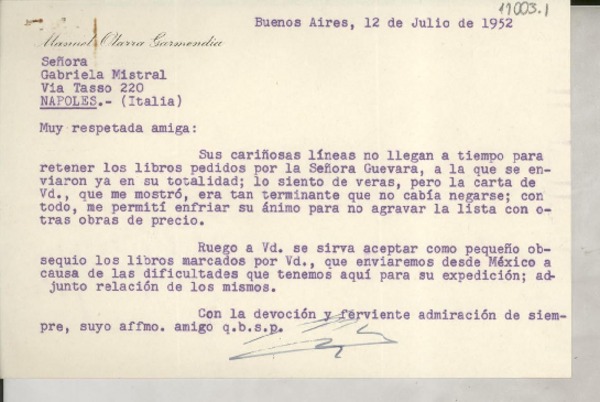 11003.1
Buenos Aires, 12 de Julio de 1952
Manuel Olarra Garmendia
Señora
Gabriela Mistral
Via Tasso 220
NAPOLES.- (Italia)
Muy respetada amiga:
Sus cariñosas líneas no llegan a tiempo para
retener los libros pedidos por la Señora Guevara, a la que se en-
viaron ya en su totalidad; lo siento de veras, pero la carta de
Vd., que me mostró, era tan terminante que no cabía negarse; con
todo, me permití enfriar su ánimo para no agravar la lista con o-
tras obras de precio.
Ruego a Vd. se sirva aceptar como pequeño ob-
sequio los libros marcados por Vd., que enviaremos desde México a
causa de las dificultades que tenemos aquí para su expedición; ad-
junto relación de los mismos.
Con la devoción y ferviente admiración de siem-
pre, suyo affmo. amigo q.b.s.p.